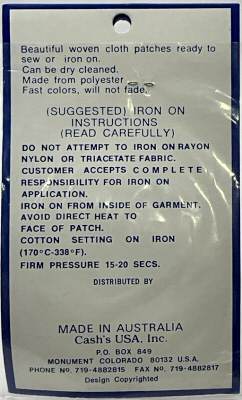 Beautiful woven cloth patches ready to
sew or iron on.
Can be dry cleaned.
Made from polyester
Fast colors, will not fade.
(SUGGESTED) IRON ON
INSTRUCTIONS
(READ CAREFULLY)
DO NOT ATTEMPT TO IRON ON RAYON
NYLON OR TRIACETATE FABRIC.
CUSTOMER ACCEPTS COMPLETE
RESPONSIBILITY FOR IRON ON
APPLICATION.
IRON ON FROM INSIDE OF GARMENT.
AVOID DIRECT HEAT TO
FACE OF PATCH.
COTTON SETTING ON IRON
(170°C-338°F).
FIRM PRESSURE 15-20 SECS.
DISTRIBUTED BY
MADE IN AUSTRALIA
Cash's USA, Inc.
P.O. BOX 849
MONUMENT COLORADO 80132 U.S.A.
PHONE No. 719-4882815 FAX No. 719-4882817
Design Copyrighted